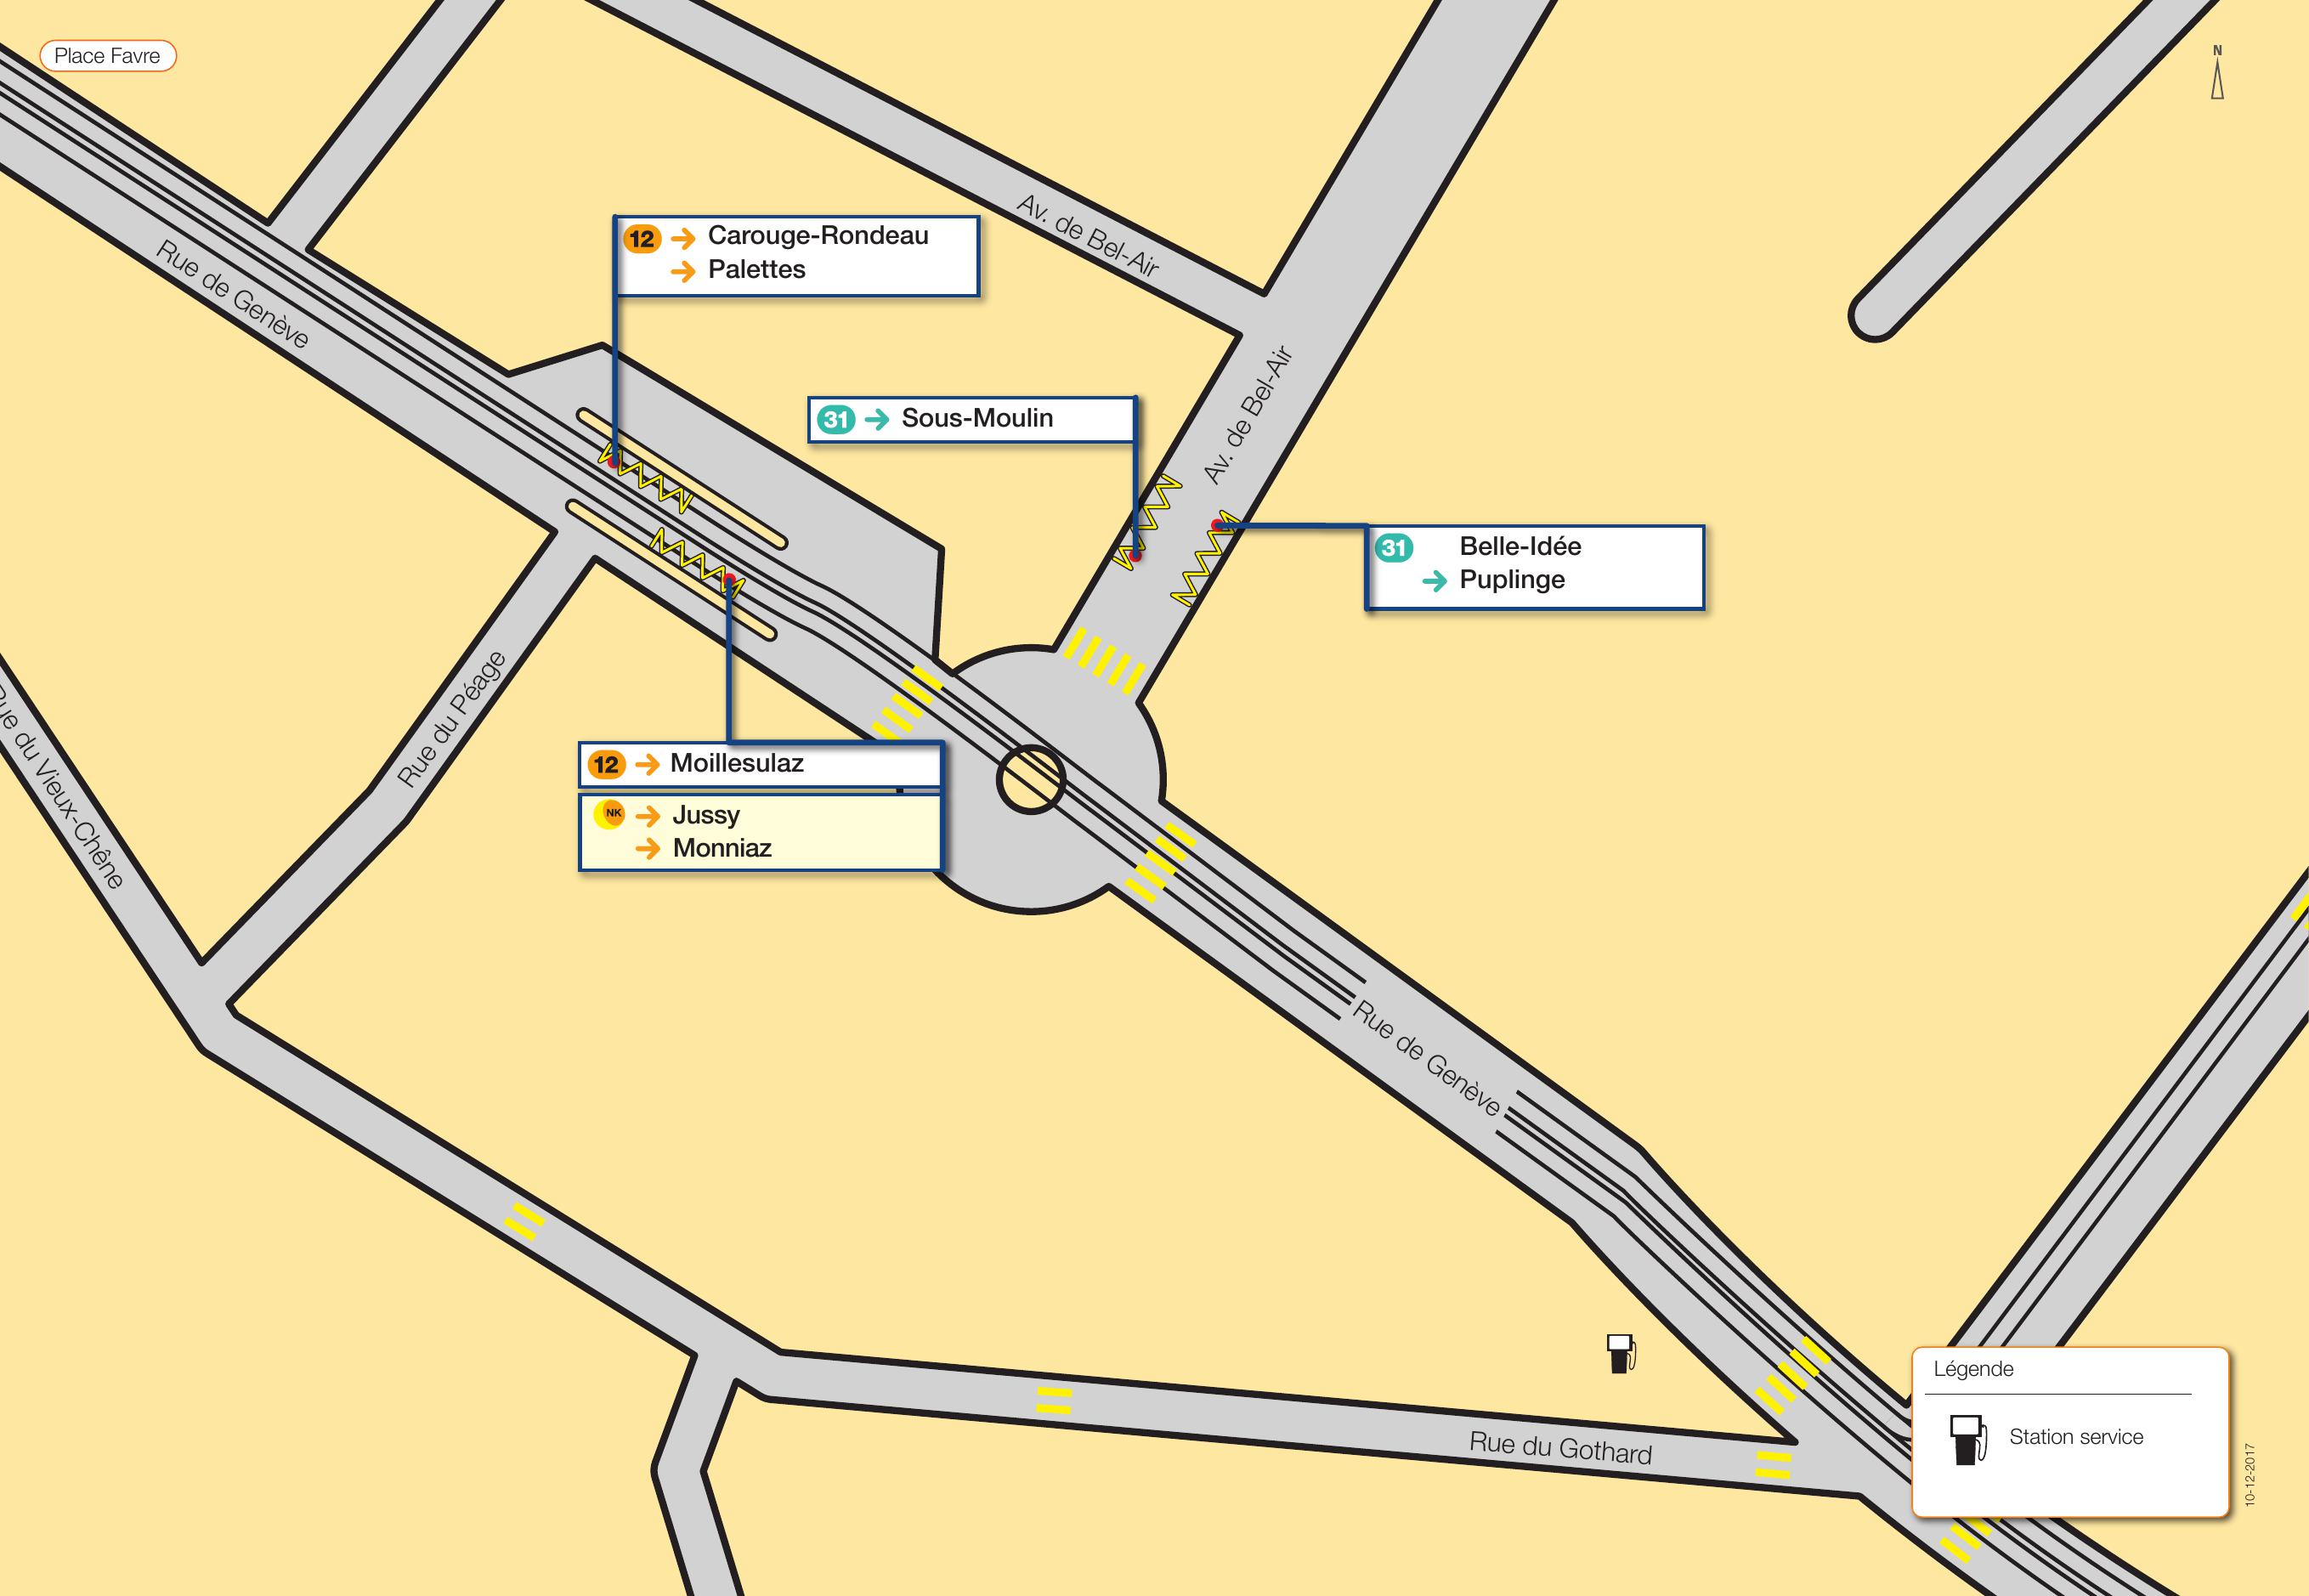 Place Favre
N
12 Carouge-Rondeau
Palettes
Av. de Bel-Air
Rue de Genève
31 Sous-Moulin
Av. de Bel-Air
31 Belle-Idée
Puplinge
Rue du Péage
Rue du Vieux-Chêne
12 Moillesulaz
NK Jussy
Monniaz
Rue de Genève
Rue du Gothard
Légende
Station service
10-12-2017